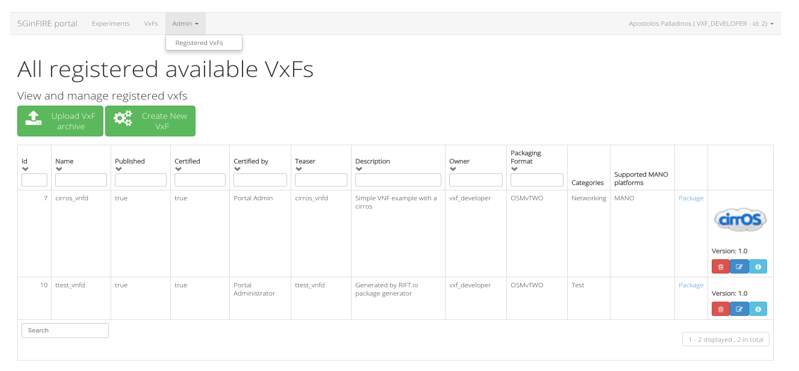 5GinFIRE portal Experiments VxFs Admin Apostolos Palladinos ( VXF_DEVELOPER - id: 2)
Registered VxFs
All registered available VxFs
View and manage registered vxfs
Upload VxF
archive
Create New
VxF
Id Name Published Certified Certified by Teaser Description Owner Packaging
Format
Categories
Supported MANO
platforms
7 cirros_vnfd true true Portal Admin cirros_vnfd Simple VNF example with a
cirros
vxf_developer OSMvTWO Networking MANO Package
cirrOS
Version: 1.0
10 ttest_vnfd true true Portal
Administrator
ttest_vnfd Generated by RIFT.io
package generator
vxf_developer OSMvTWO Test Package
Version: 1.0
Search
1 - 2 displayed , 2 in total